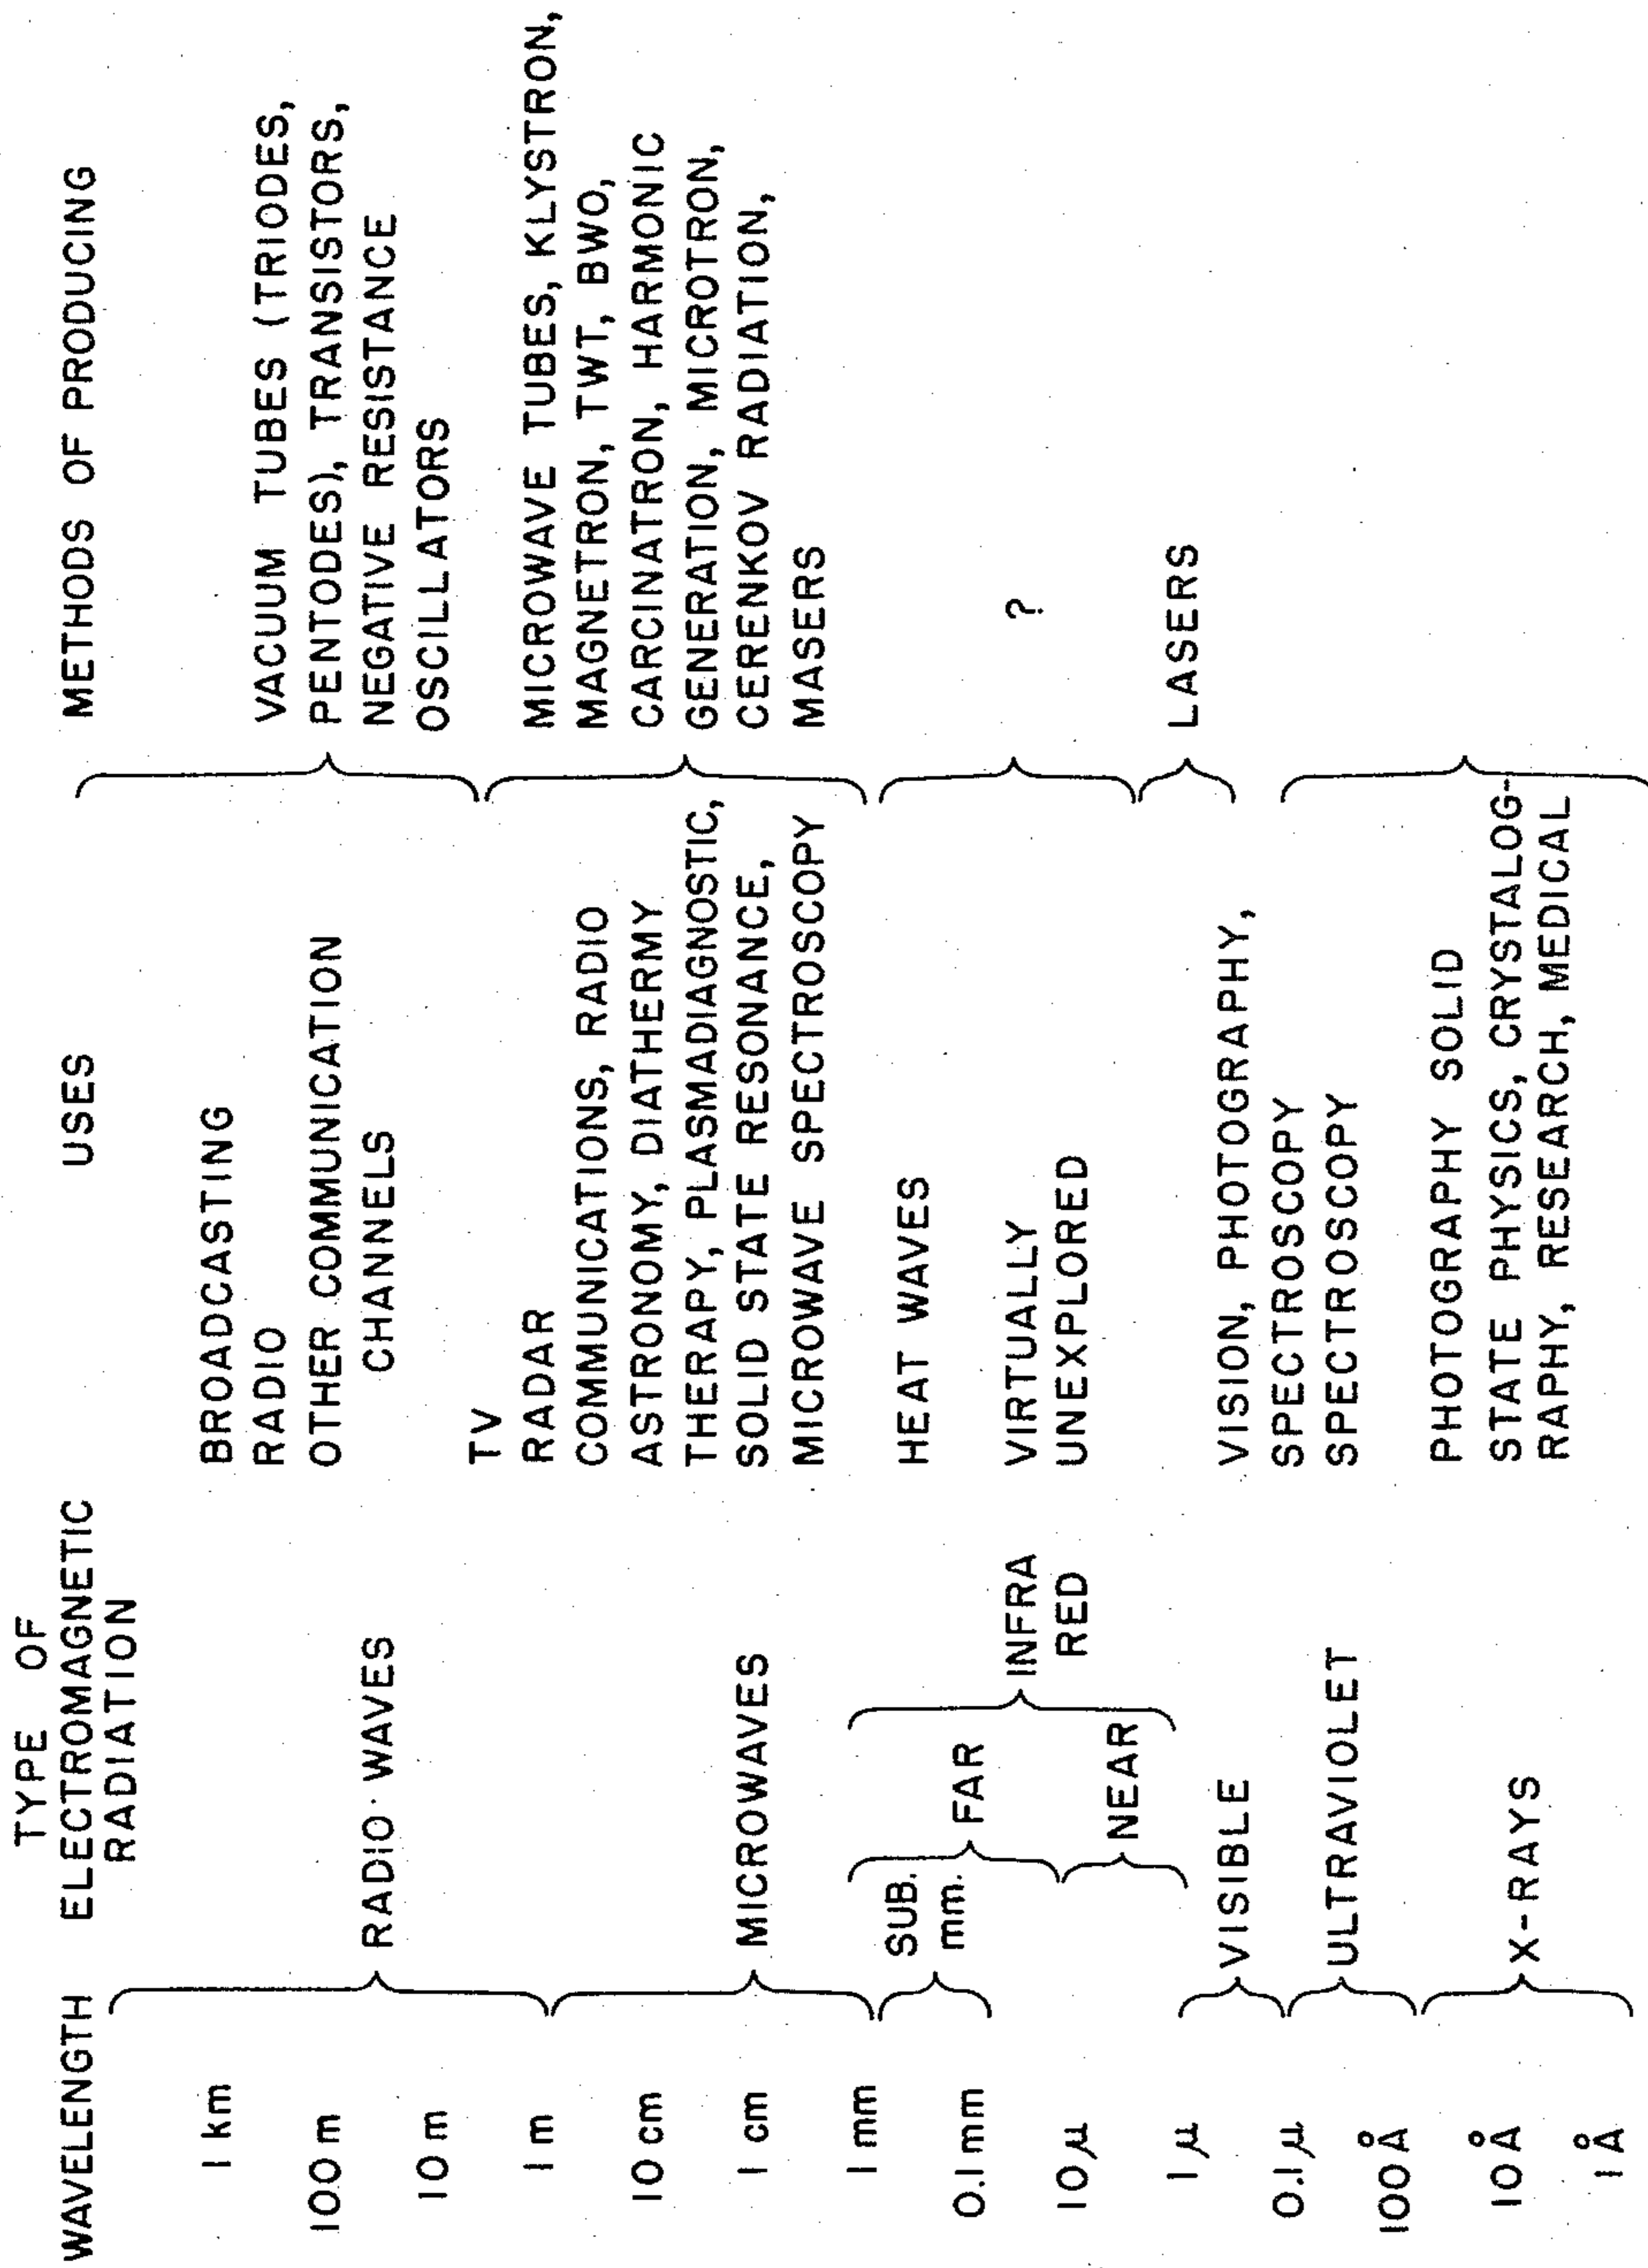 TYPE OF
WAVELENGTH ELECTROMAGNETIC USES METHODS OF PRODUCING
RADIATION
1 km BROADCASTING
RADIO VACUUM TUBES (TRIODES,
100 m OTHER COMMUNICATION PENTODES), TRANSISTORS,
RADIO WAVES CHANNELS NEGATIVE RESISTANCE
10 m OSCILLATORS
TV
1 m RADAR MICROWAVE TUBES, KLYSTRON,
COMMUNICATIONS, RADIO MAGNETRON, TWT, BWO,
10 cm ASTRONOMY, DIATHERMY CARCINATRON, HARMONIC
THERAPY, PLASMADIAGNOSTIC, GENERATION, MICROTRON,
1 cm MICROWAVES SOLID STATE RESONANCE, CERENKOV RADIATION,
MICROWAVE SPECTROSCOPY MASERS
1 mm
SUB. HEAT WAVES
0.1 mm mm. FAR
INFRA VIRTUALLY ?
10 μ RED UNEXPLORED
NEAR
1 μ LASERS
VISIBLE VISION, PHOTOGRAPHY,
0.1 μ SPECTROSCOPY
ULTRAVIOLET SPECTROSCOPY
100 Å
PHOTOGRAPHY SOLID
10 Å STATE PHYSICS, CRYSTALOG-
X-RAYS RAPHY, RESEARCH, MEDICAL
1 Å